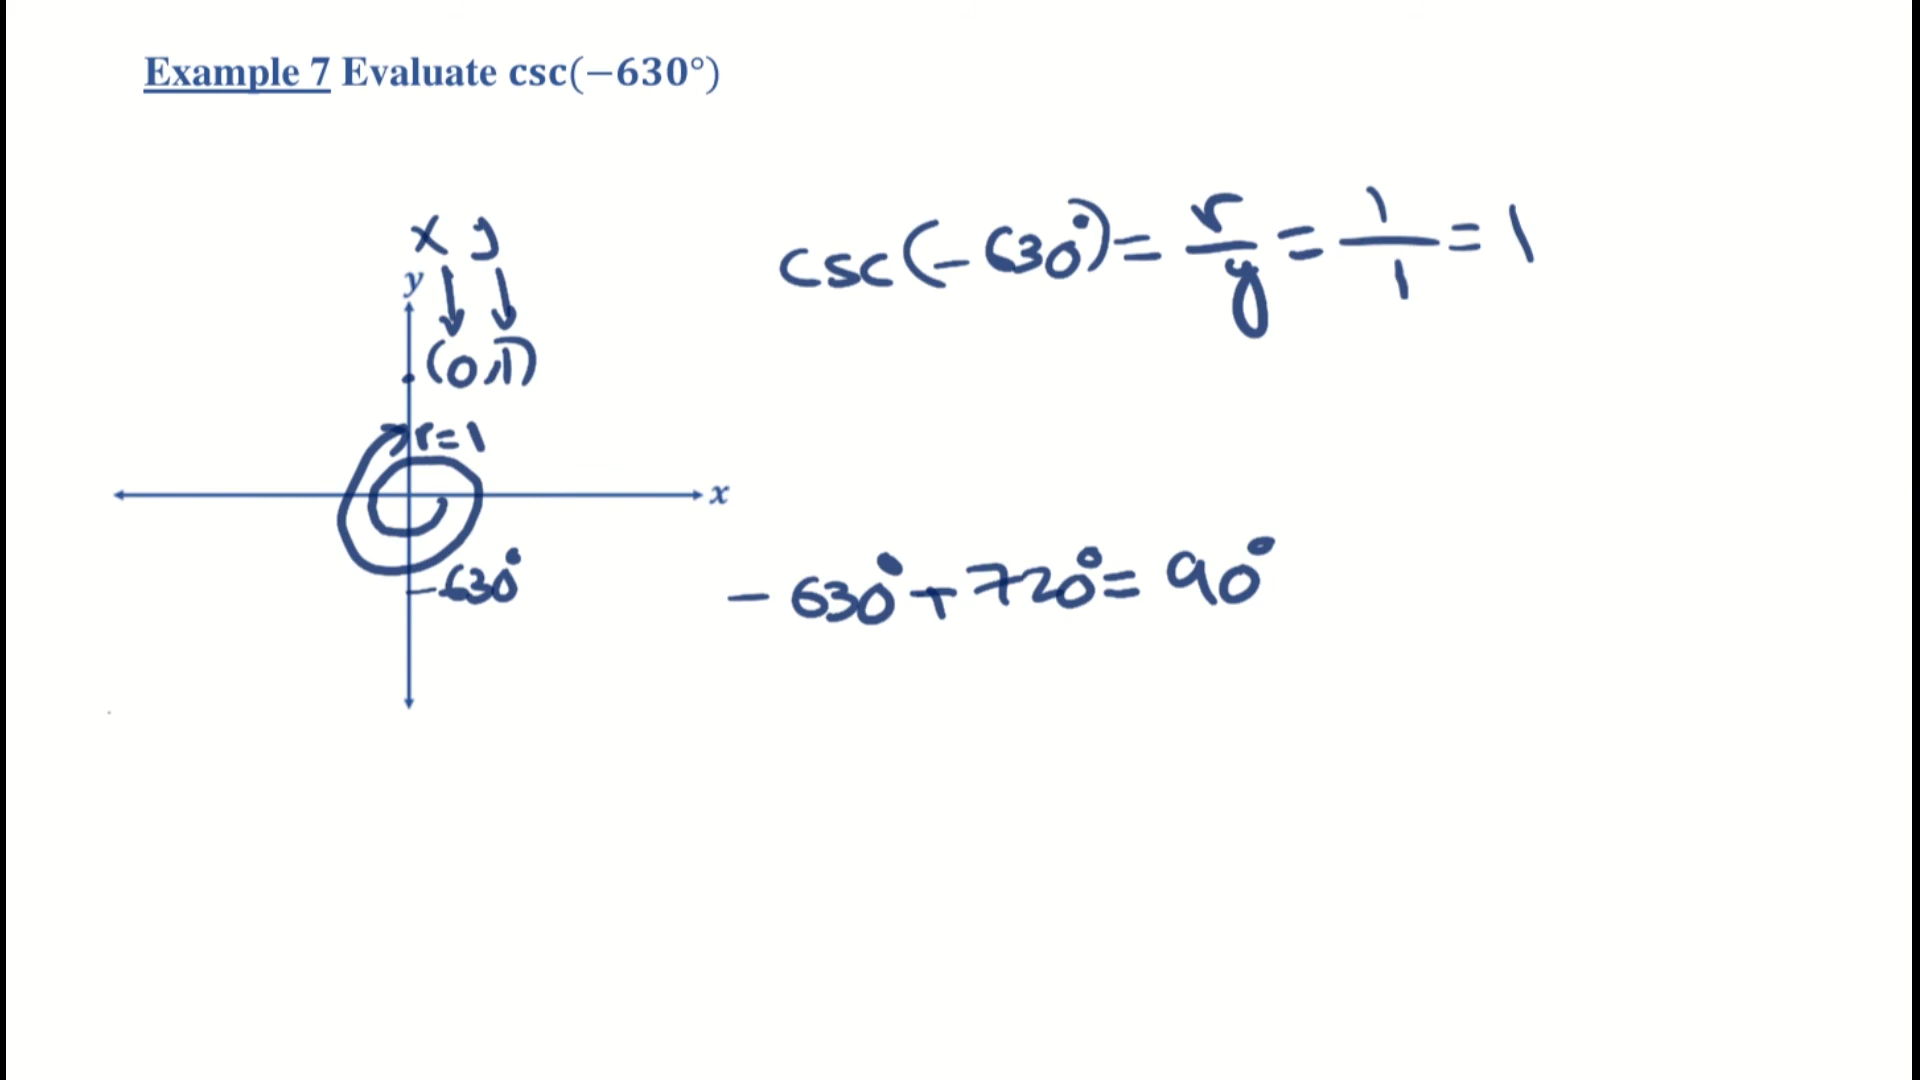 Example 7 Evaluate csc(−630°)
x y
y
(0,1)
r=1
x
-630°
csc(-630°) = r/y = 1/1 = 1
-630° + 720° = 90°